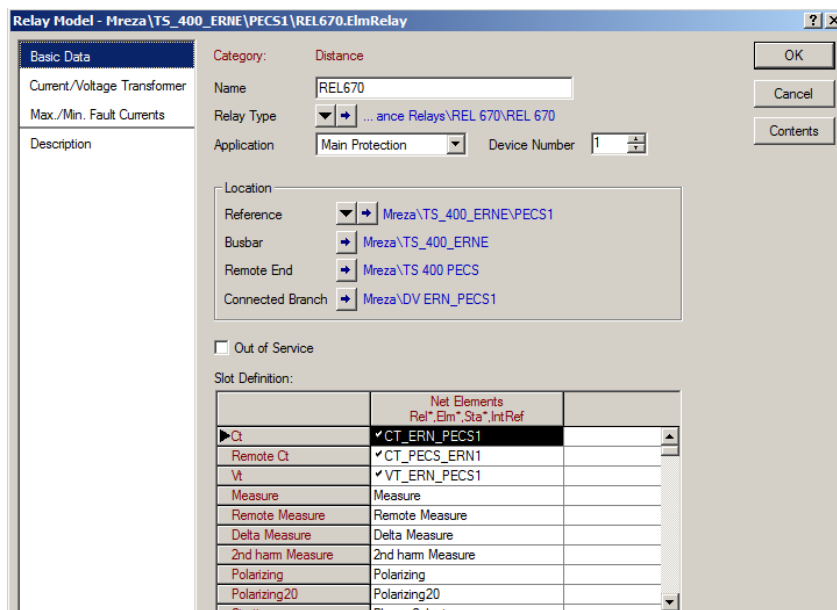 Relay Model - Mreza\TS_400_ERNE\PECS1\REL670.ElmRelay
Basic Data
Current/Voltage Transformer
Max./Min. Fault Currents
Description
Category: Distance
Name REL670
Relay Type ... ance Relays\REL 670\REL 670
Application Main Protection Device Number 1
Location
Reference Mreza\TS_400_ERNE\PECS1
Busbar Mreza\TS_400_ERNE
Remote End Mreza\TS 400 PECS
Connected Branch Mreza\DV ERN_PECS1
Out of Service
Slot Definition:
Net Elements
Rel*,Elm*,Sta*,IntRef
Ct CT_ERN_PECS1
Remote Ct CT_PECS_ERN1
Vt VT_ERN_PECS1
Measure Measure
Remote Measure Remote Measure
Delta Measure Delta Measure
2nd harm Measure 2nd harm Measure
Polarizing Polarizing
Polarizing20 Polarizing20
OK
Cancel
Contents